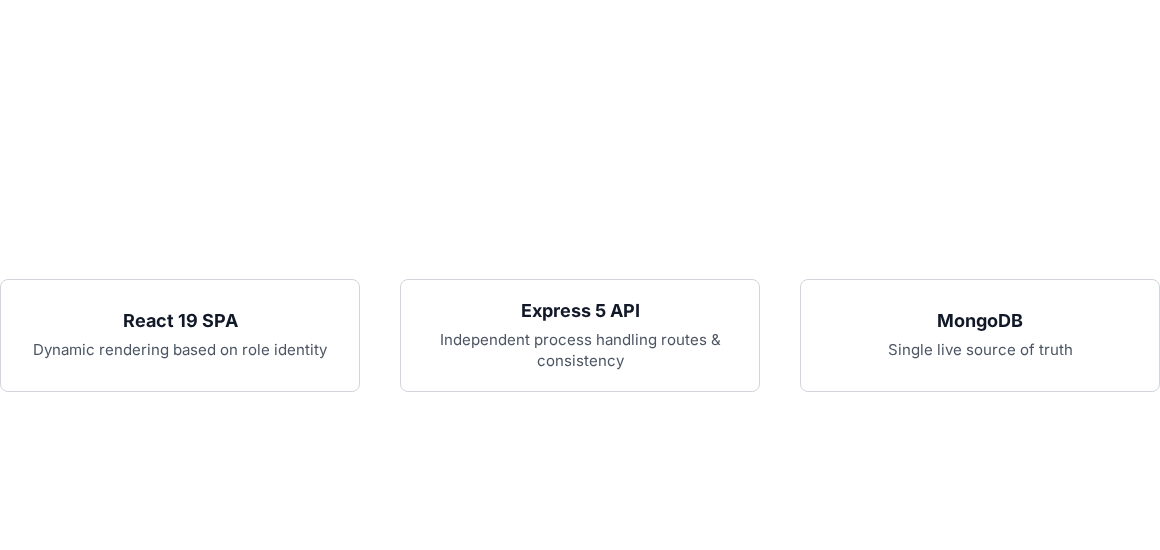 React 19 SPA
Dynamic rendering based on role identity
Express 5 API
Independent process handling routes &
consistency
MongoDB
Single live source of truth